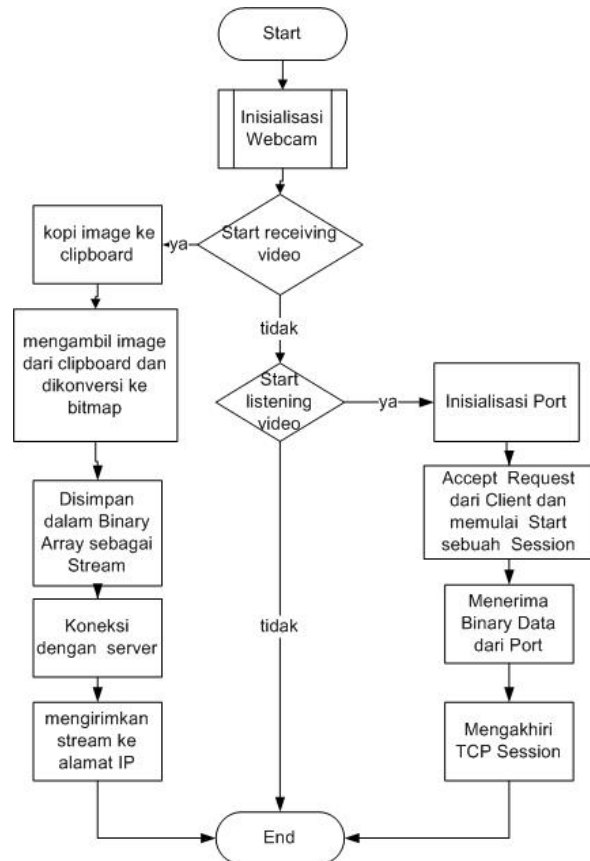 Start
Inisialisasi
Webcam
Start receiving
video
ya
kopi image ke
clipboard
mengambil image
dari clipboard dan
dikonversi ke
bitmap
Disimpan
dalam Binary
Array sebagai
Stream
Koneksi
dengan server
mengirimkan
stream ke
alamat IP
tidak
Start
listening
video
ya
Inisialisasi Port
Accept Request
dari Client dan
memulai Start
sebuah Session
Menerima
Binary Data
dari Port
Mengakhiri
TCP Session
tidak
End